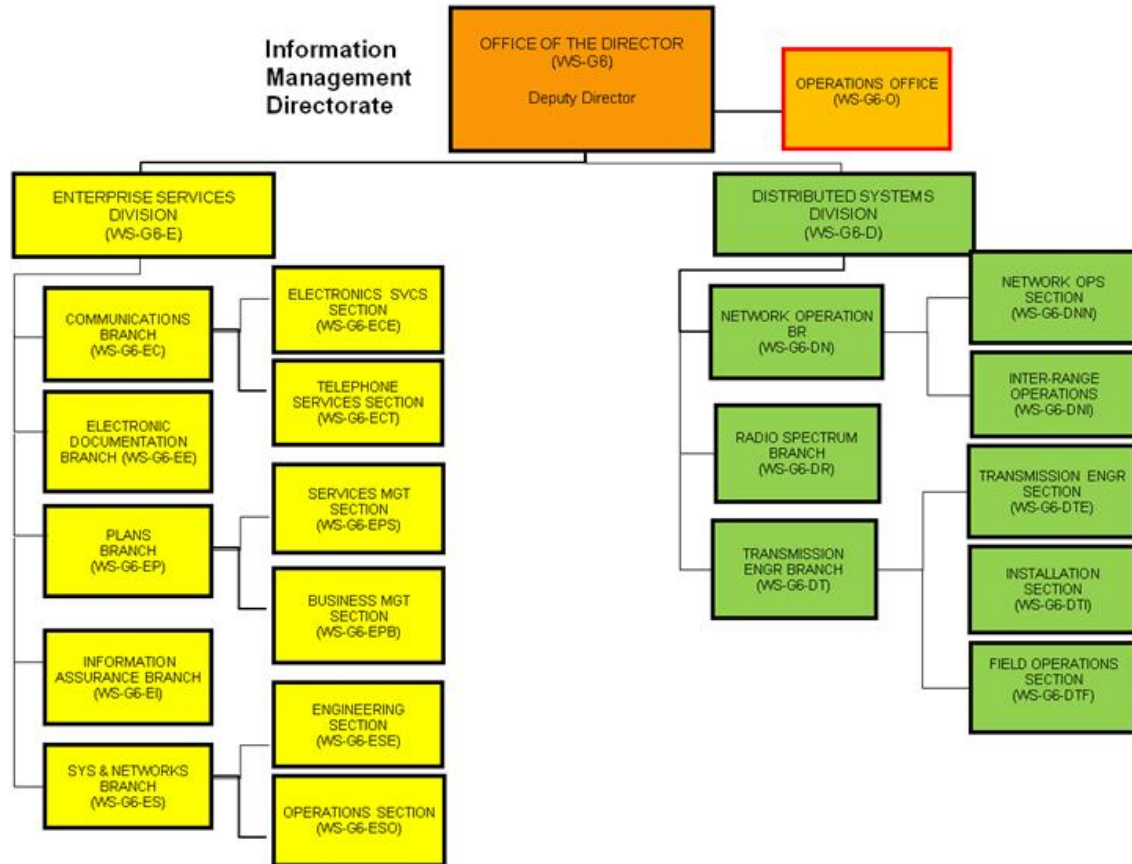 Information
Management
Directorate
OFFICE OF THE DIRECTOR
(WS-G6)
Deputy Director
OPERATIONS OFFICE
(WS-G6-O)
ENTERPRISE SERVICES
DIVISION
(WS-G6-E)
COMMUNICATIONS
BRANCH
(WS-G6-EC)
ELECTRONICS SVCS
SECTION
(WS-G6-ECE)
TELEPHONE
SERVICES SECTION
(WS-G6-ECT)
ELECTRONIC
DOCUMENTATION
BRANCH (WS-G6-EE)
PLANS
BRANCH
(WS-G6-EP)
SERVICES MGT
SECTION
(WS-G6-EPS)
BUSINESS MGT
SECTION
(WS-G6-EPB)
INFORMATION
ASSURANCE BRANCH
(WS-G6-EI)
SYS & NETWORKS
BRANCH
(WS-G6-ES)
ENGINEERING
SECTION
(WS-G6-ESE)
OPERATIONS SECTION
(WS-G6-ESO)
DISTRIBUTED SYSTEMS
DIVISION
(WS-G6-D)
NETWORK OPERATION
BR
(WS-G6-DN)
NETWORK OPS
SECTION
(WS-G6-DNN)
INTER-RANGE
OPERATIONS
(WS-G6-DNI)
RADIO SPECTRUM
BRANCH
(WS-G6-DR)
TRANSMISSION
ENGR BRANCH
(WS-G6-DT)
TRANSMISSION ENGR
SECTION
(WS-G6-DTE)
INSTALLATION
SECTION
(WS-G6-DTI)
FIELD OPERATIONS
SECTION
(WS-G6-DTF)